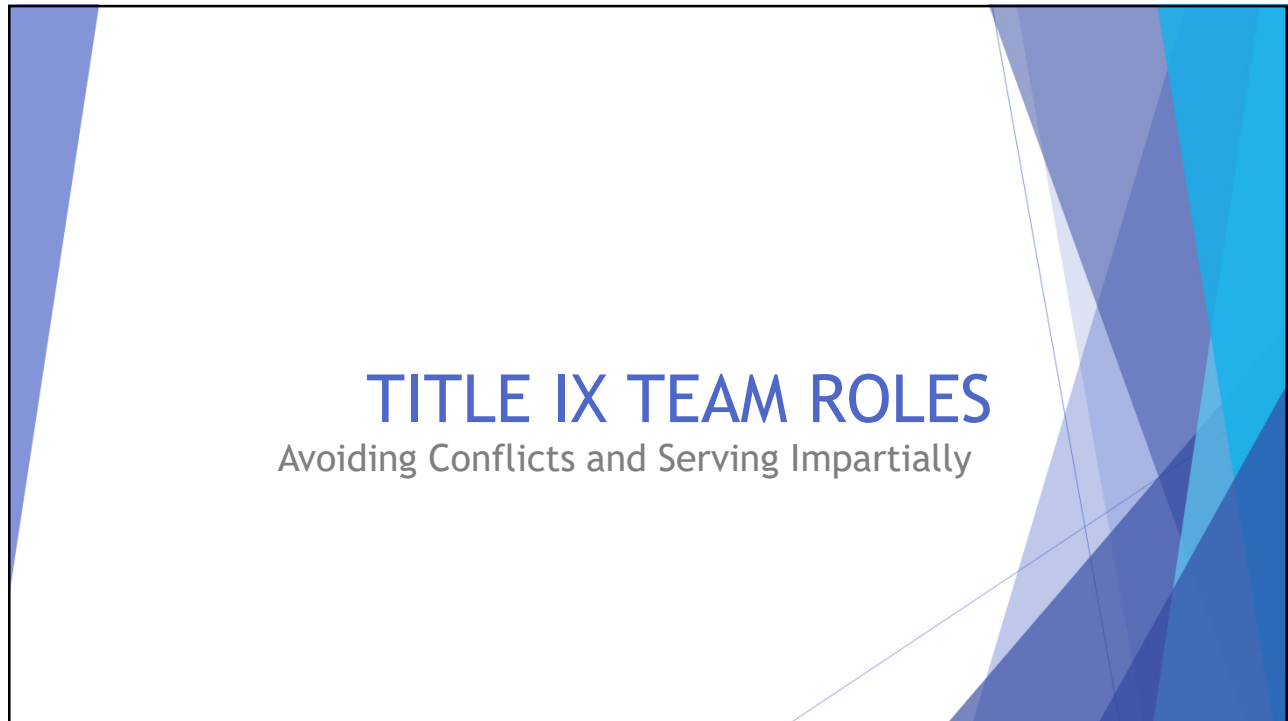 TITLE IX TEAM ROLES
Avoiding Conflicts and Serving Impartially